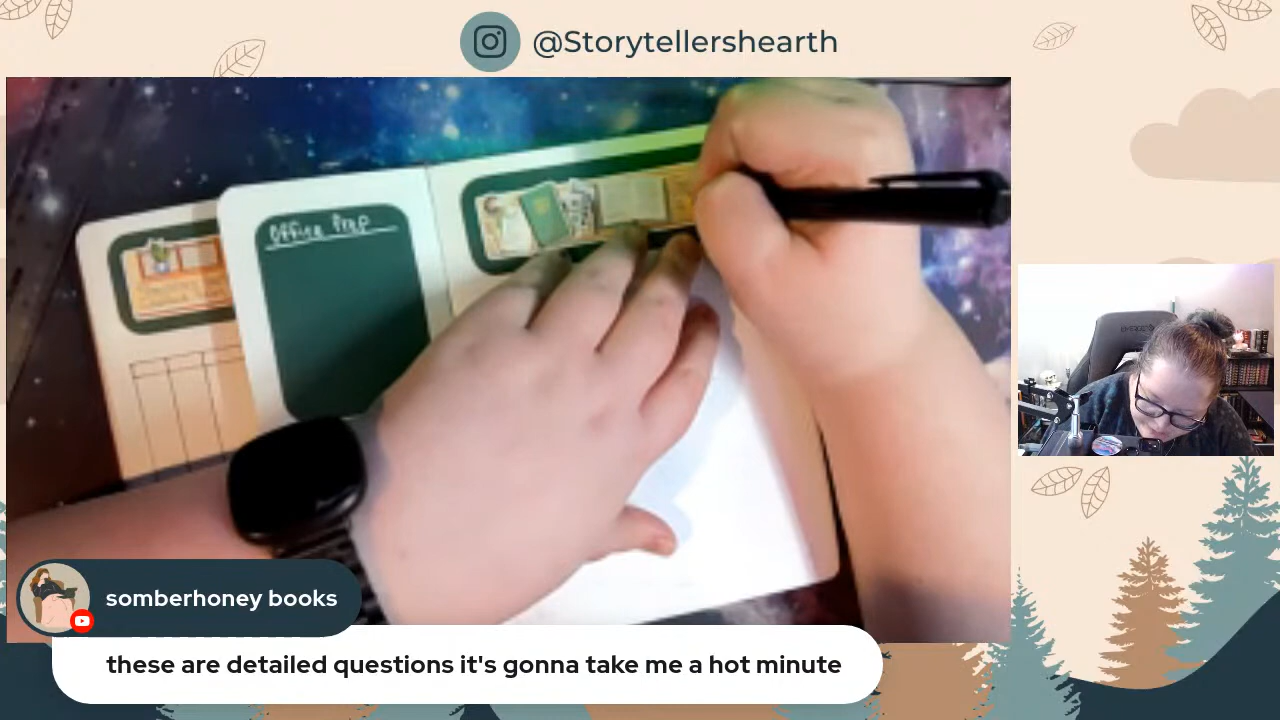 @Storytellershearth
Office Prep
somberhoney books
these are detailed questions it's gonna take me a hot minute